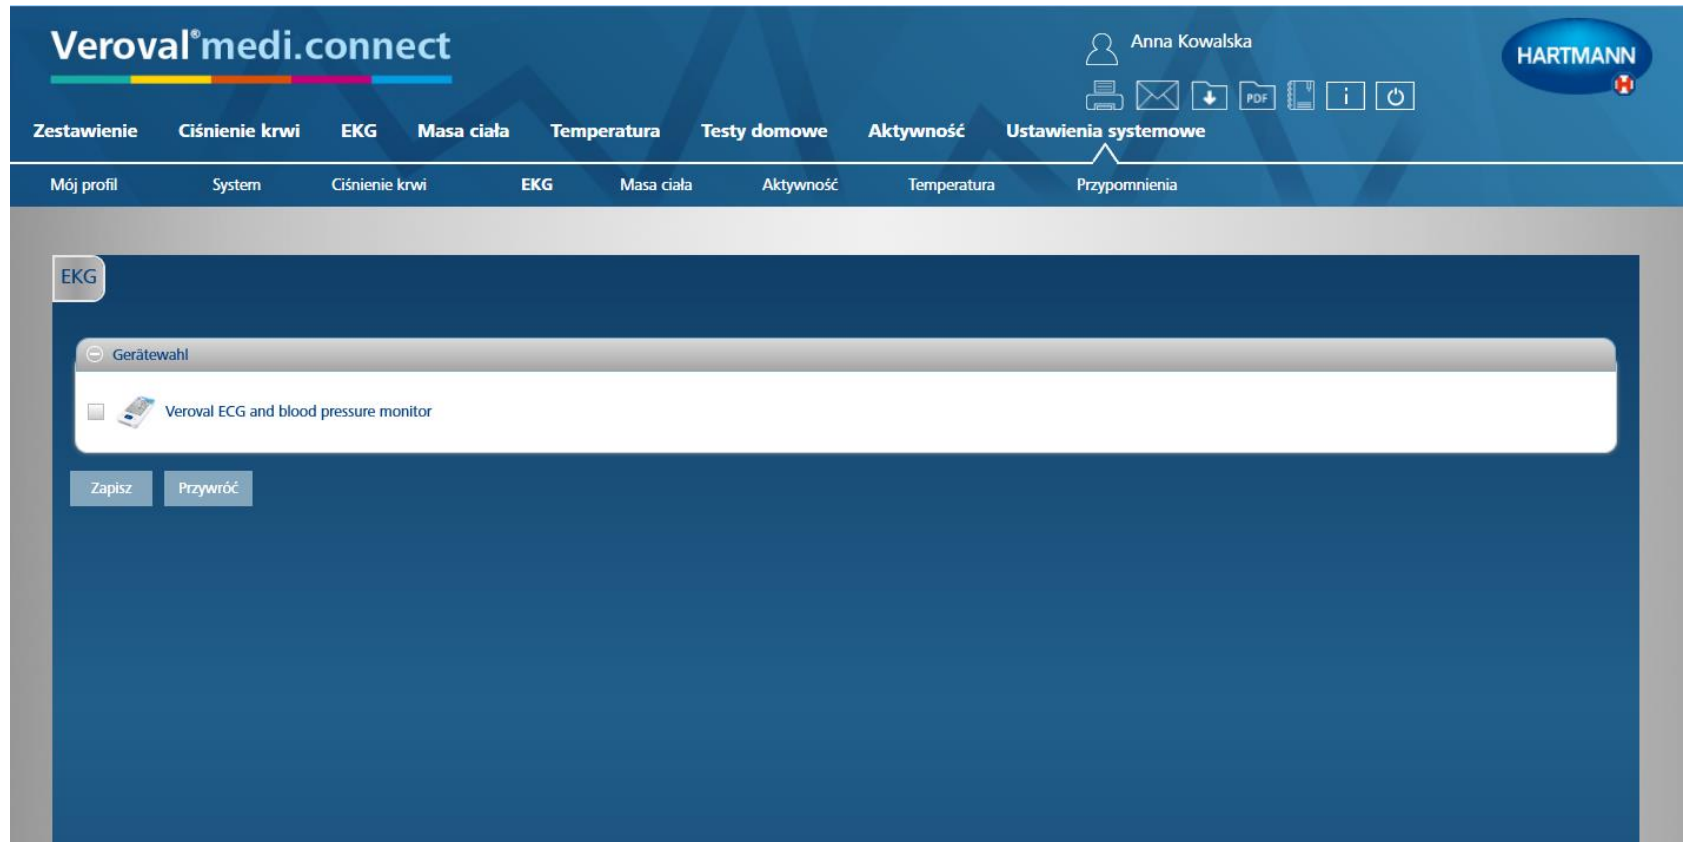 Veroval®medi.connect
Anna Kowalska
HARTMANN
PDF
i
Zestawienie Ciśnienie krwi EKG Masa ciała Temperatura Testy domowe Aktywność Ustawienia systemowe
Mój profil System Ciśnienie krwi EKG Masa ciała Aktywność Temperatura Przypomnienia
EKG
Gerätewahl
Veroval ECG and blood pressure monitor
Zapisz Przywróć